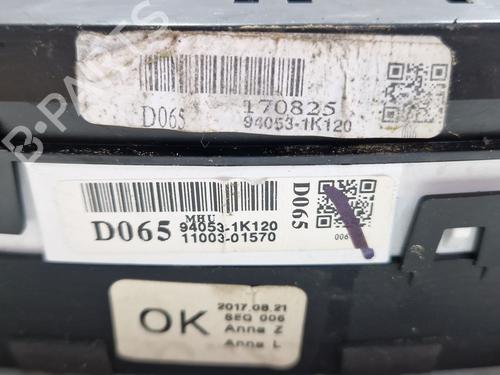 B-PARTS
170825
D065 94053-1K120
MHU
D065 94053-1K120 D065
11003-01570
006
OK
2017.08.21
SEQ 006
Anna Z
Anna L